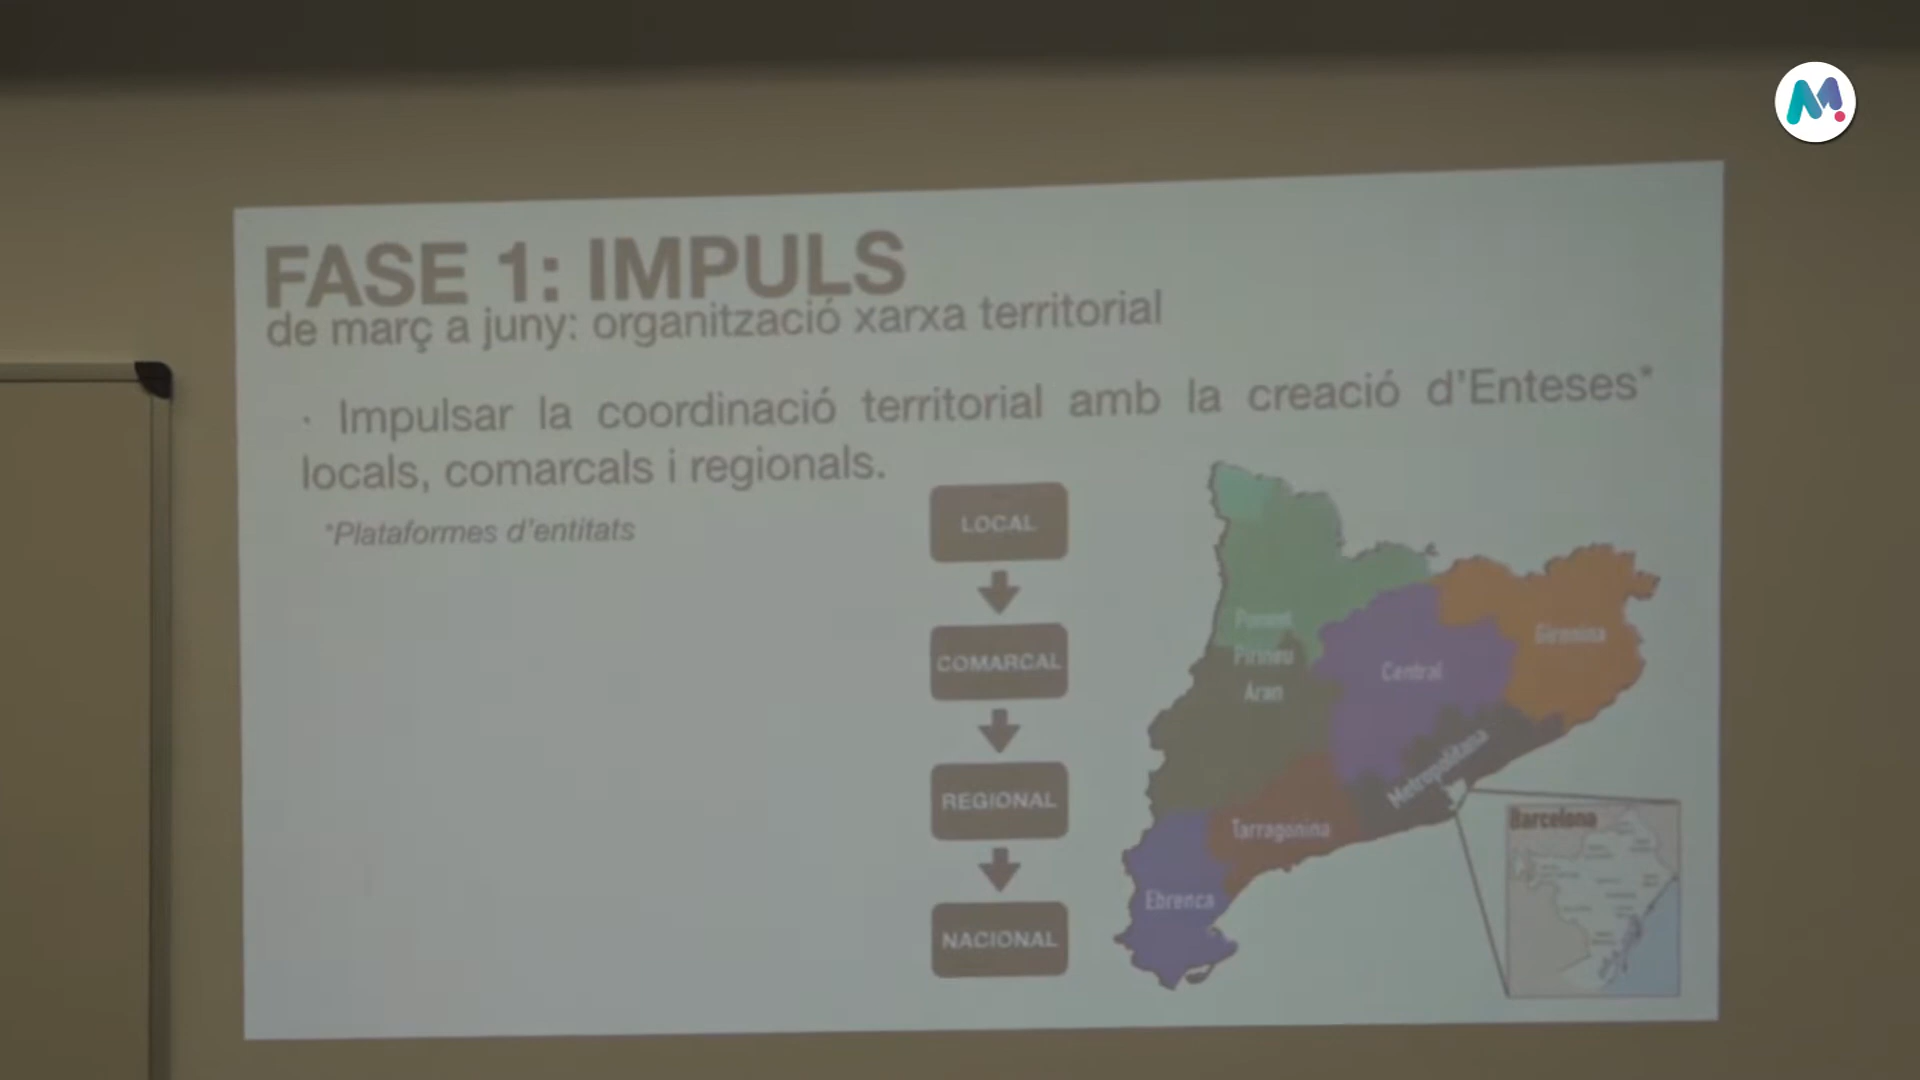 FASE 1: IMPULS
de març a juny: organització xarxa territorial
· Impulsar la coordinació territorial amb la creació d'Enteses*
locals, comarcals i regionals.
*Plataformes d'entitats
LOCAL
COMARCAL
REGIONAL
NACIONAL
Ponent
Pirineu
Aran
Central
Gironina
Metropolitana
Tarragonina
Ebrenca
Barcelona
M